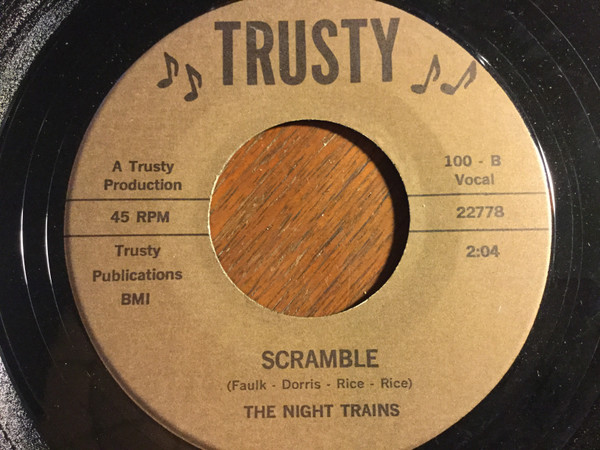 TRUSTY
A Trusty
Production
100 - B
Vocal
45 RPM
22778
Trusty
Publications
BMI
2:04
SCRAMBLE
(Faulk - Dorris - Rice - Rice)
THE NIGHT TRAINS